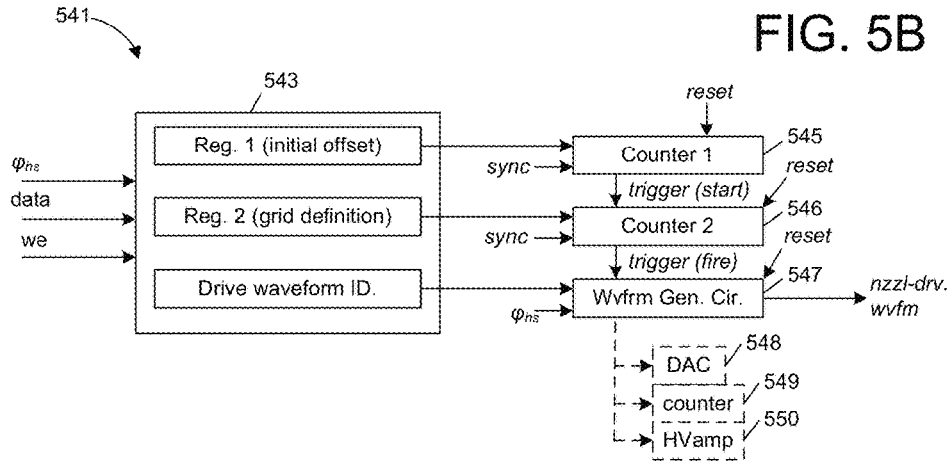 541
FIG. 5B
543
reset
Reg. 1 (initial offset)
Counter 1
545
sync
reset
φhs
trigger (start)
data
Reg. 2 (grid definition)
Counter 2
546
we
sync
reset
trigger (fire)
Drive waveform ID.
Wvfrm Gen. Cir.
547
nzzl-drv.
wvfm
φhs
548
DAC
549
counter
550
HVamp